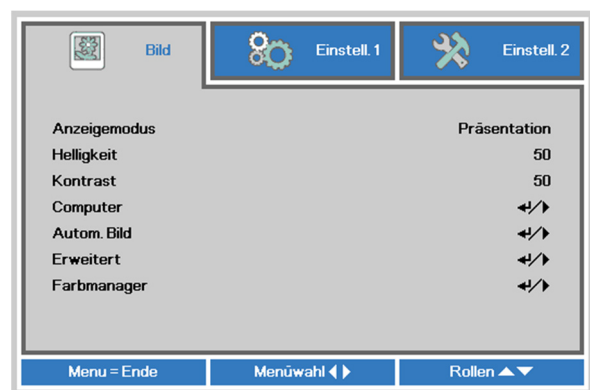 Bild
Einstell. 1
Einstell. 2
Anzeigemodus Präsentation
Helligkeit 50
Kontrast 50
Computer ↵/▶
Autom. Bild ↵/▶
Erweitert ↵/▶
Farbmanager ↵/▶
Menu = Ende
Menüwahl ◀ ▶
Rollen ▲▼